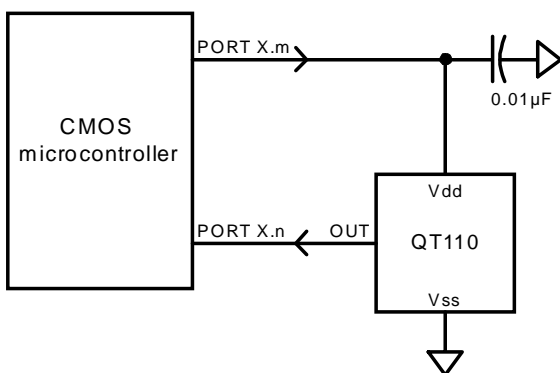 PORT X.m
0.01µF
CMOS
microcontroller
Vdd
PORT X.n
OUT
QT110
Vss